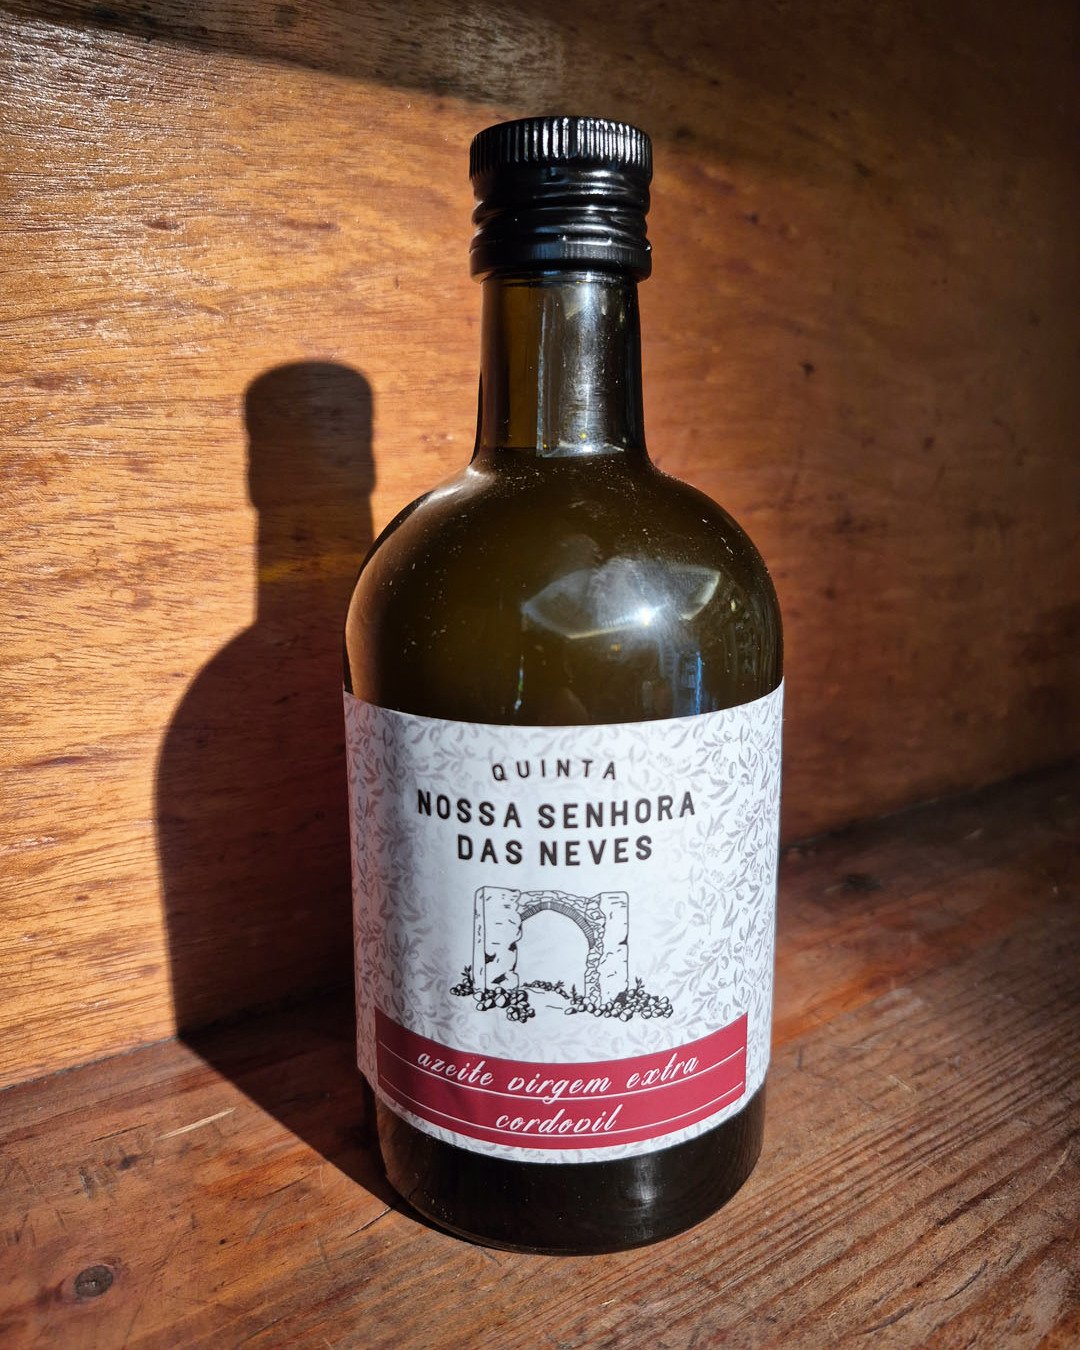 QUINTA
NOSSA SENHORA
DAS NEVES
azeite virgem extra
cordovil